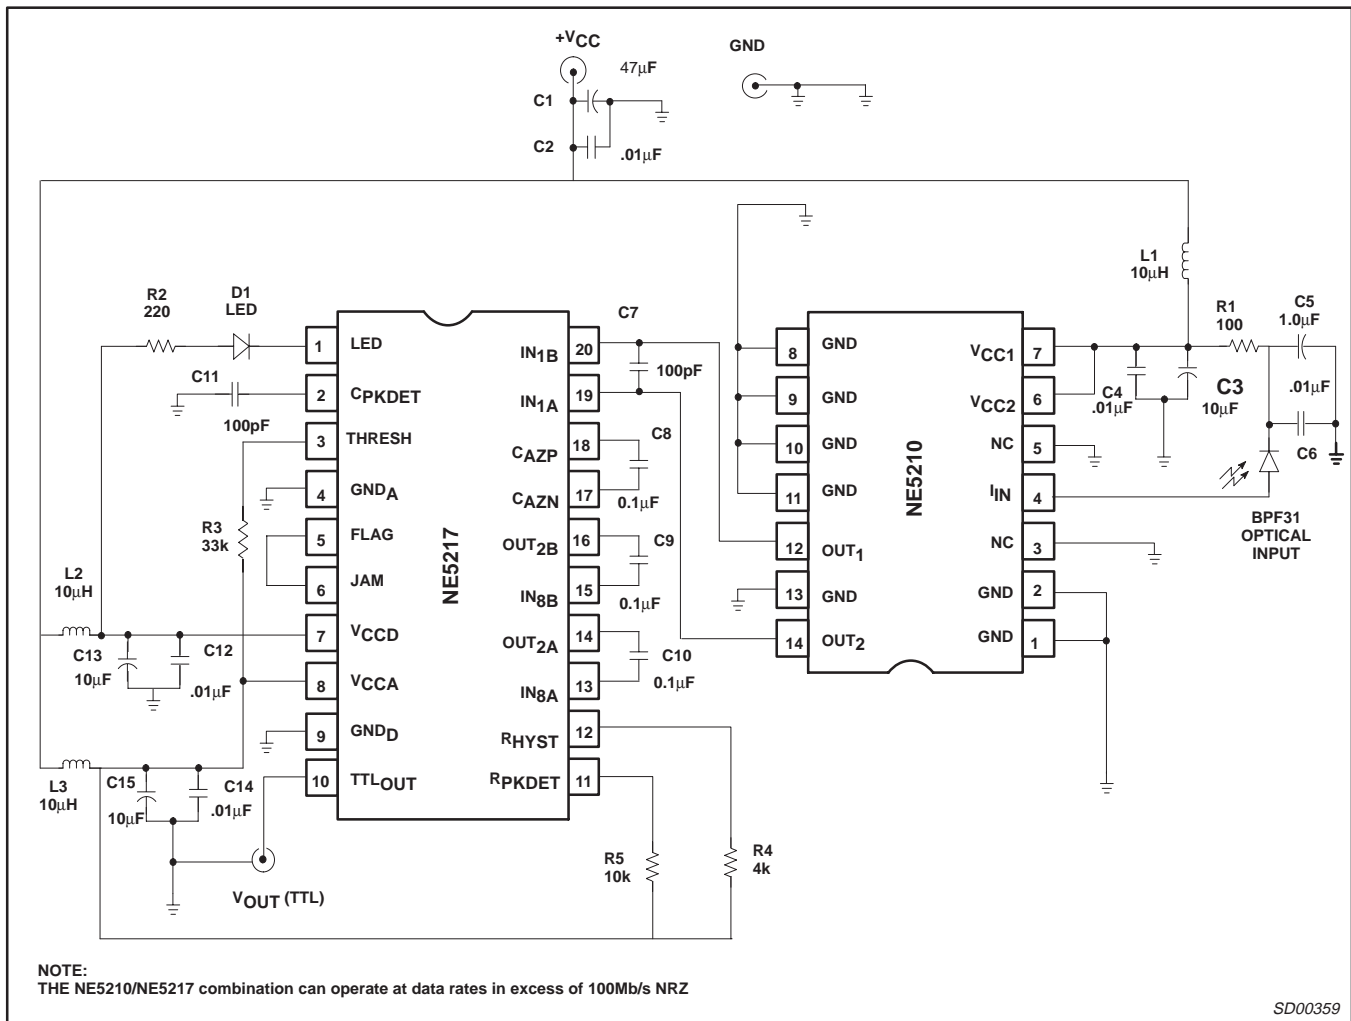 +VCC
47µF
GND
C1
C2
.01µF
L1
10µH
R2
220
D1
LED
C7
R1
100
C5
1.0µF
1
LED
IN1B
20
8
GND
VCC1
7
C11
100pF
C4
.01µF
C3
10µF
.01µF
2
CPKDET
IN1A
19
9
GND
VCC2
6
100pF
3
THRESH
C8
CAZP
18
10
GND
NC
5
C6
4
GNDA
CAZN
17
0.1µF
11
GND
IIN
4
R3
33k
5
FLAG
OUT2B
16
C9
12
OUT1
NC
3
BPF31
OPTICAL
INPUT
NE5217
NE5210
L2
10µH
6
JAM
IN8B
15
0.1µF
13
GND
GND
2
7
VCCD
OUT2A
14
C10
14
OUT2
GND
1
C13
10µF
C12
.01µF
8
VCCA
IN8A
13
0.1µF
9
GNDD
RHYST
12
L3
10µH
C15
10µF
C14
.01µF
10
TTLOUT
RPKDET
11
R5
10k
R4
4k
VOUT (TTL)
NOTE:
THE NE5210/NE5217 combination can operate at data rates in excess of 100Mb/s NRZ
SD00359